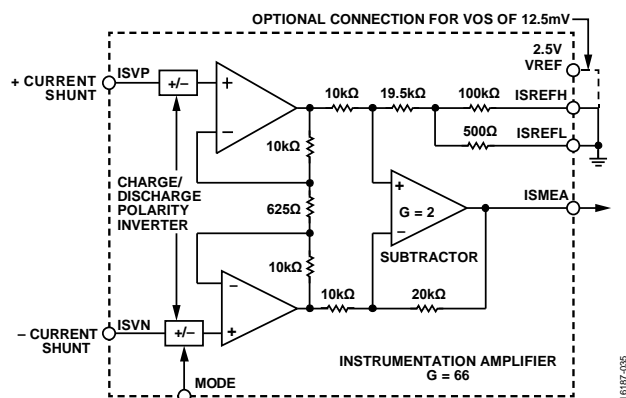 OPTIONAL CONNECTION FOR VOS OF 12.5mV
2.5V
VREF
+ CURRENT
SHUNT
ISVP
+/–
+
–
10kΩ
19.5kΩ
100kΩ
ISREFH
10kΩ
500Ω
ISREFL
CHARGE/
DISCHARGE
POLARITY
INVERTER
625Ω
+
G = 2
–
SUBTRACTOR
ISMEA
10kΩ
–
+
10kΩ
20kΩ
– CURRENT
SHUNT
ISVN
+/–
MODE
INSTRUMENTATION AMPLIFIER
G = 66
16187-035